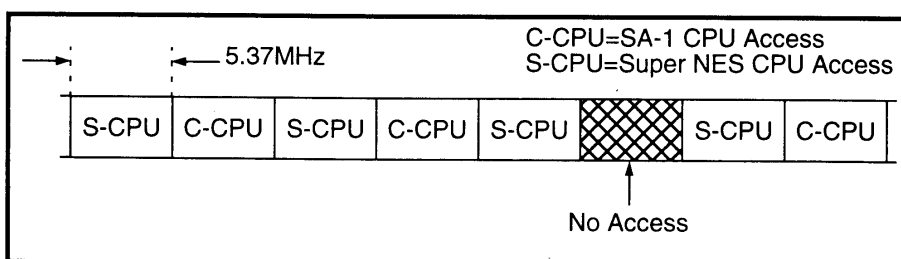 C-CPU=SA-1 CPU Access
5.37MHz
S-CPU=Super NES CPU Access
S-CPU C-CPU S-CPU C-CPU S-CPU S-CPU C-CPU
No Access